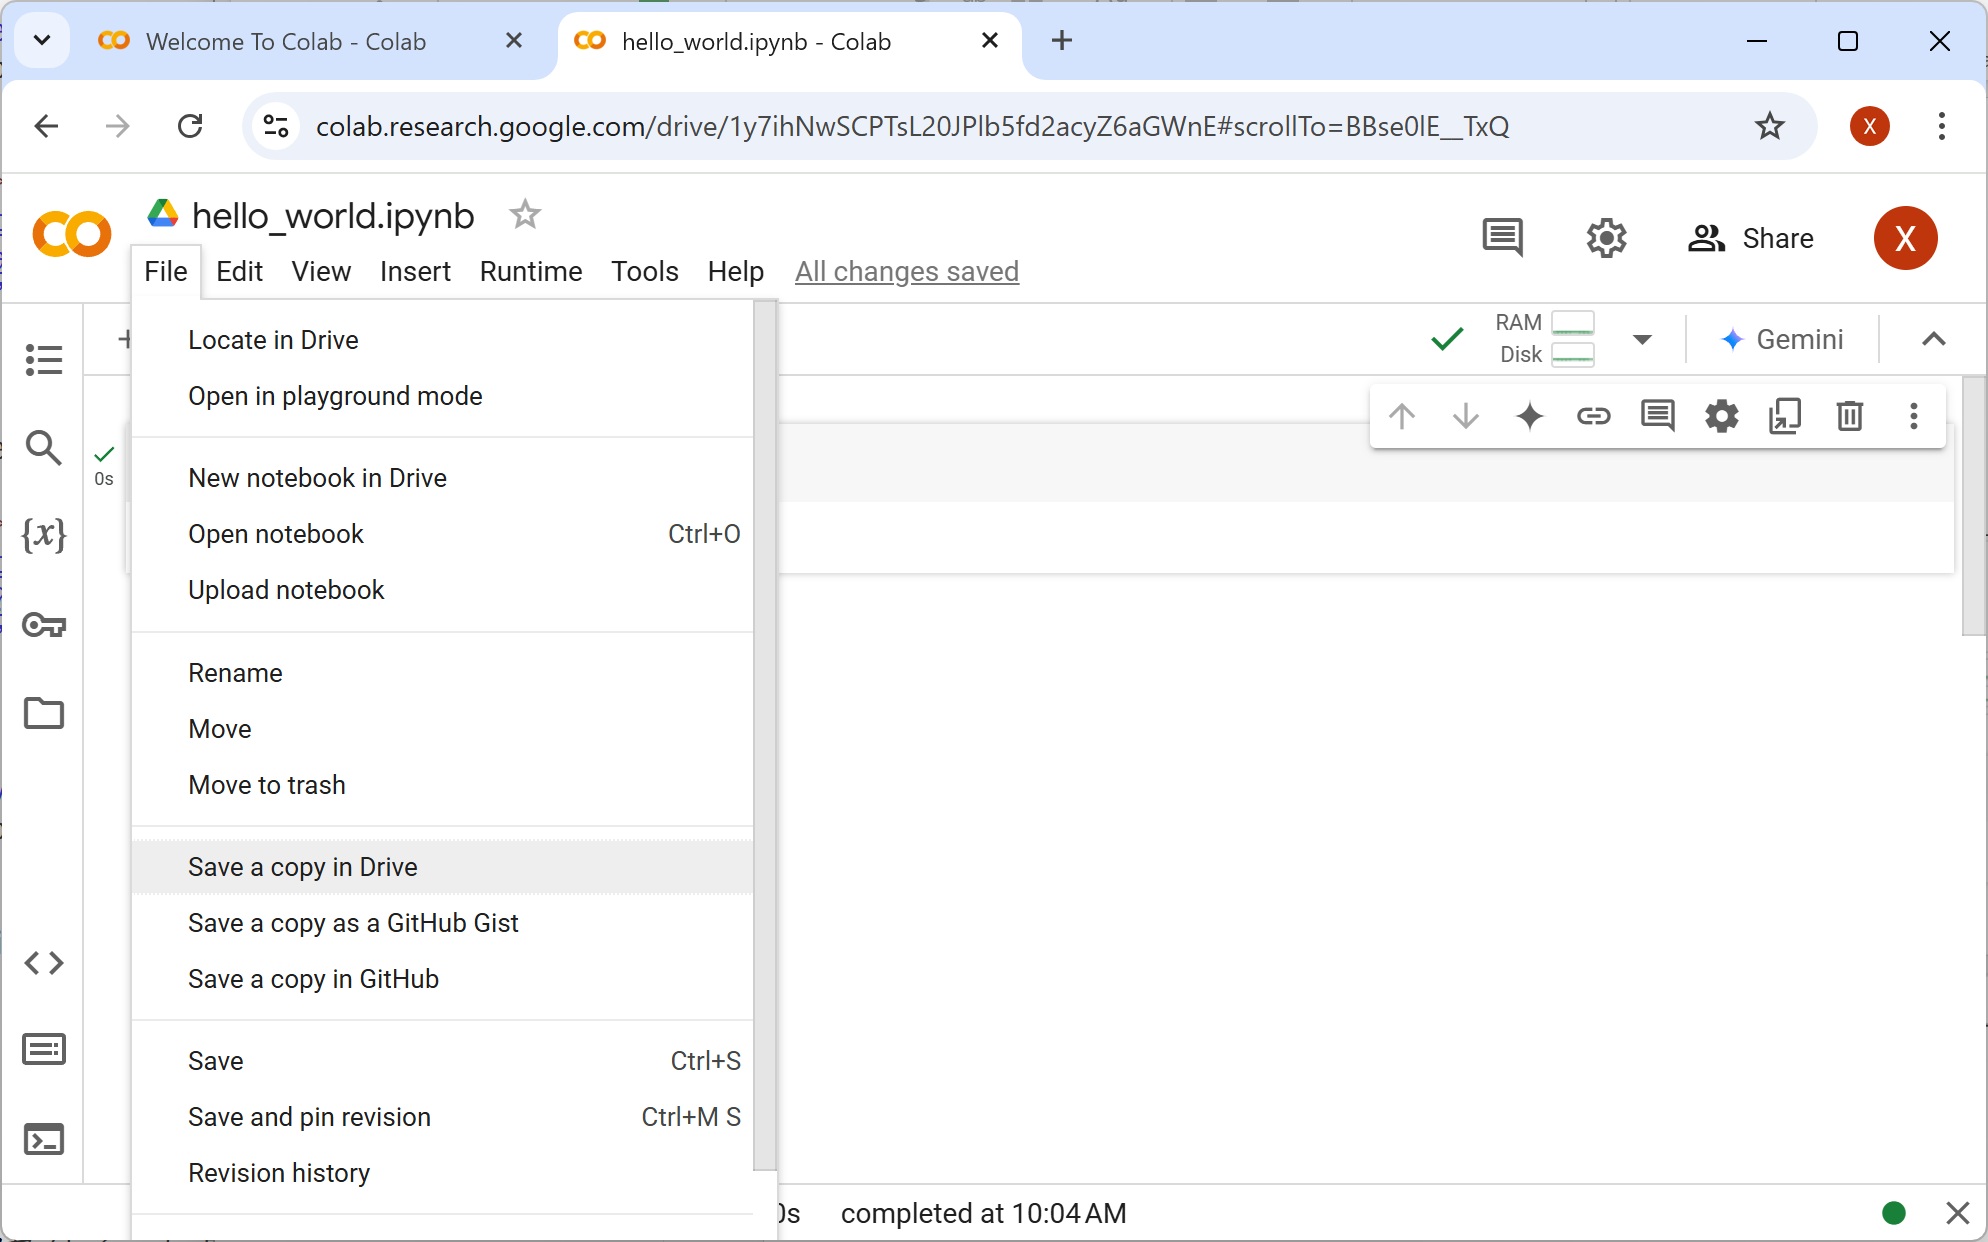 Welcome To Colab - Colab
hello_world.ipynb - Colab
colab.research.google.com/drive/1y7ihNwSCPTsL20JPlb5fd2acyZ6aGWnE#scrollTo=BBse0lE__TxQ
X
hello_world.ipynb
Share
X
File Edit View Insert Runtime Tools Help All changes saved
RAM
Disk
Gemini
0s
{x}
Locate in Drive
Open in playground mode
New notebook in Drive
Open notebook Ctrl+O
Upload notebook
Rename
Move
Move to trash
Save a copy in Drive
Save a copy as a GitHub Gist
Save a copy in GitHub
Save Ctrl+S
Save and pin revision Ctrl+M S
Revision history
0s completed at 10:04 AM